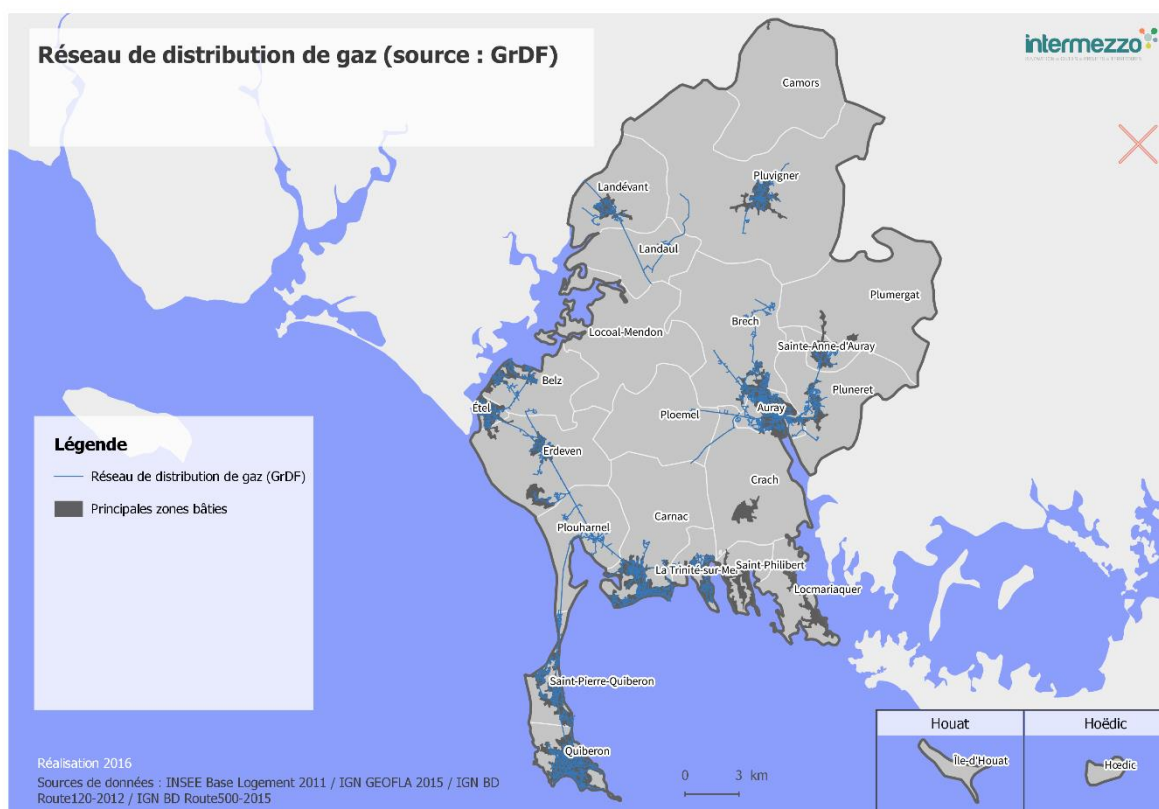 Réseau de distribution de gaz (source : GrDF)
intermezzo
Camors
Landévant
Pluvigner
Landaul
Plumergat
Brech
Locoal-Mendon
Sainte-Anne-d'Auray
Belz
Pluneret
Étel
Ploemel
Auray
Erdeven
Crach
Carnac
Plouharnel
La Trinité-sur-Mer
Saint-Philibert
Locmariaquer
Saint-Pierre-Quiberon
Quiberon
Légende
Réseau de distribution de gaz (GrDF)
Principales zones bâties
Houat
Hoëdic
Île-d'Houat
Hœdic
0 3 km
Réalisation 2016
Sources de données : INSEE Base Logement 2011 / IGN GEOFLA 2015 / IGN BD
Route120-2012 / IGN BD Route500-2015